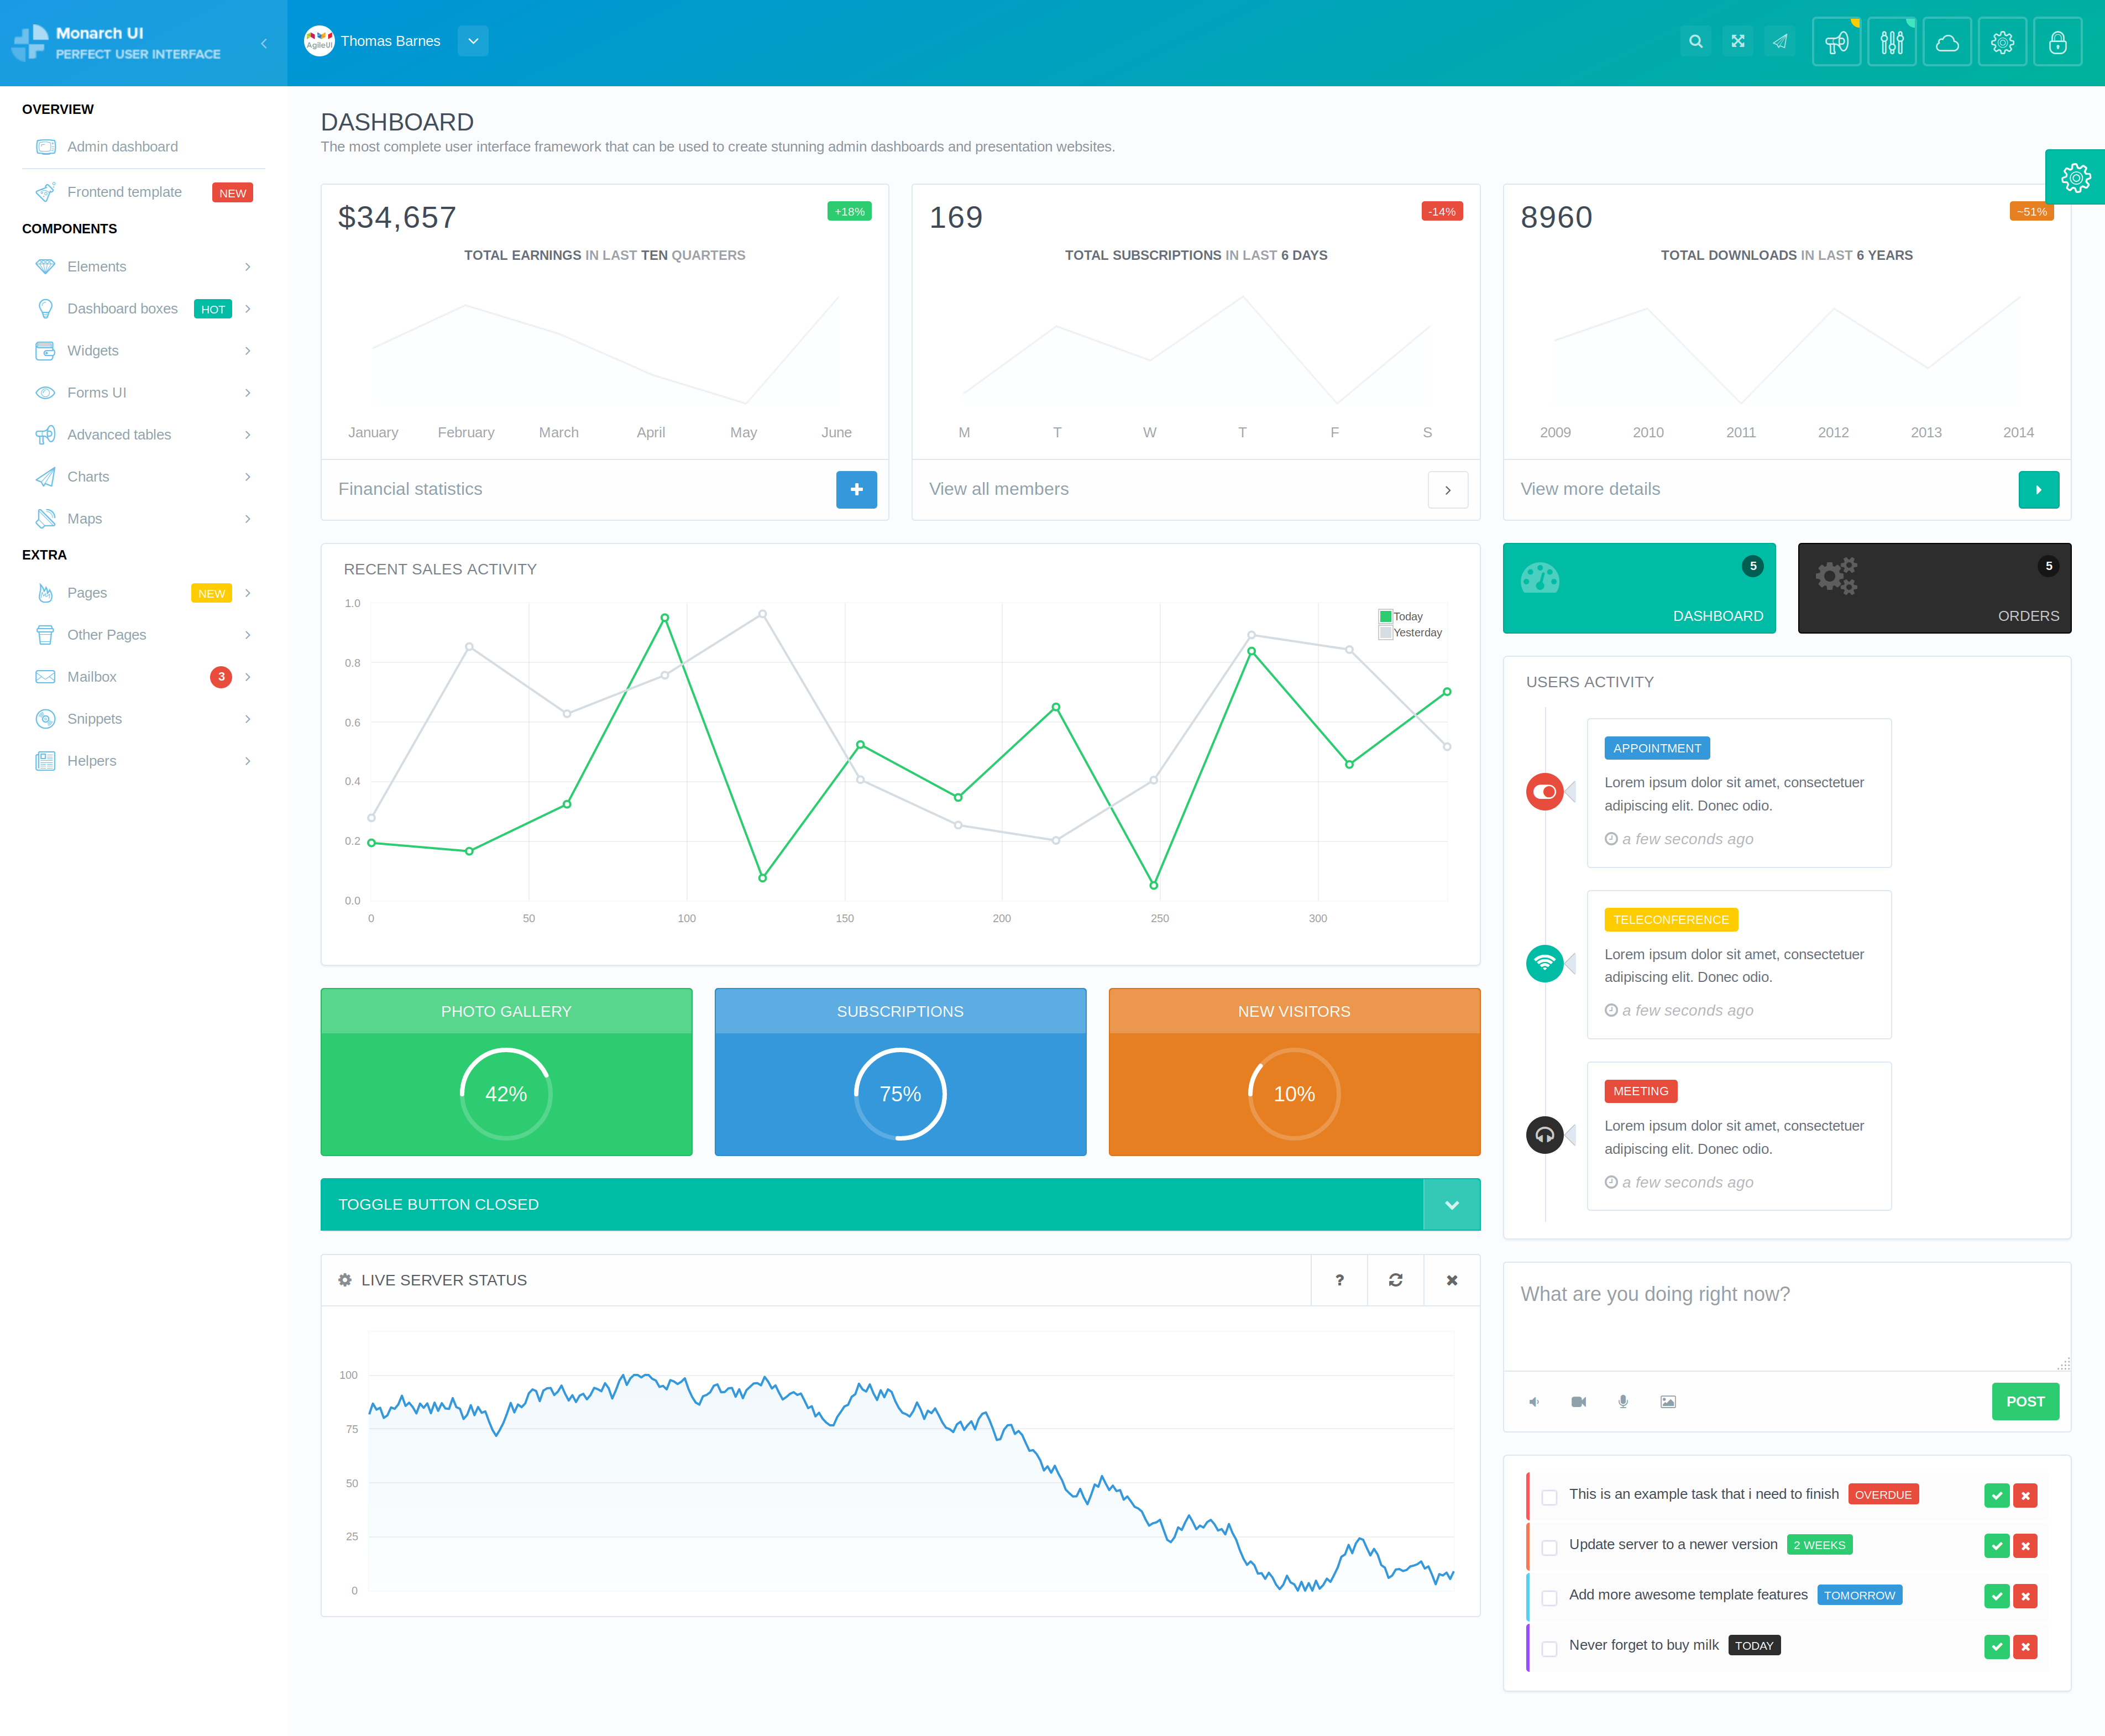 Monarch UI
PERFECT USER INTERFACE
AgileUI
Thomas Barnes
OVERVIEW
Admin dashboard
Frontend template NEW
COMPONENTS
Elements
Dashboard boxes HOT
Widgets
Forms UI
Advanced tables
Charts
Maps
EXTRA
Pages NEW
Other Pages
Mailbox 3
Snippets
Helpers
DASHBOARD
The most complete user interface framework that can be used to create stunning admin dashboards and presentation websites.
$34,657 +18%
TOTAL EARNINGS IN LAST TEN QUARTERS
January February March April May June
Financial statistics
169 -14%
TOTAL SUBSCRIPTIONS IN LAST 6 DAYS
M T W T F S
View all members
8960 ~51%
TOTAL DOWNLOADS IN LAST 6 YEARS
2009 2010 2011 2012 2013 2014
View more details
RECENT SALES ACTIVITY
1.0
0.8
0.6
0.4
0.2
0.0
0 50 100 150 200 250 300
Today
Yesterday
5
DASHBOARD
5
ORDERS
USERS ACTIVITY
APPOINTMENT
Lorem ipsum dolor sit amet, consectetuer
adipiscing elit. Donec odio.
a few seconds ago
TELECONFERENCE
Lorem ipsum dolor sit amet, consectetuer
adipiscing elit. Donec odio.
a few seconds ago
MEETING
Lorem ipsum dolor sit amet, consectetuer
adipiscing elit. Donec odio.
a few seconds ago
PHOTO GALLERY
42%
SUBSCRIPTIONS
75%
NEW VISITORS
10%
TOGGLE BUTTON CLOSED
LIVE SERVER STATUS ?
100
75
50
25
0
What are you doing right now?
POST
This is an example task that i need to finish OVERDUE
Update server to a newer version 2 WEEKS
Add more awesome template features TOMORROW
Never forget to buy milk TODAY